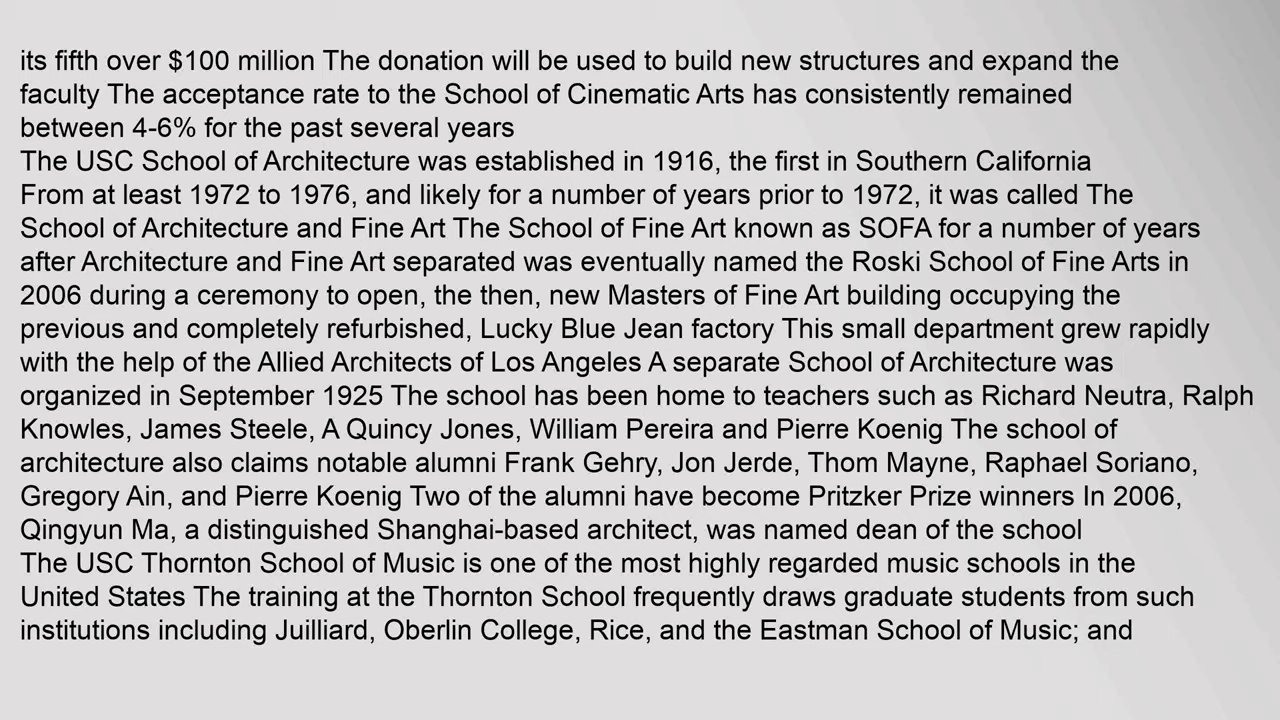 its fifth over $100 million The donation will be used to build new structures and expand the
faculty The acceptance rate to the School of Cinematic Arts has consistently remained
between 4-6% for the past several years
The USC School of Architecture was established in 1916, the first in Southern California
From at least 1972 to 1976, and likely for a number of years prior to 1972, it was called The
School of Architecture and Fine Art The School of Fine Art known as SOFA for a number of years
after Architecture and Fine Art separated was eventually named the Roski School of Fine Arts in
2006 during a ceremony to open, the then, new Masters of Fine Art building occupying the
previous and completely refurbished, Lucky Blue Jean factory This small department grew rapidly
with the help of the Allied Architects of Los Angeles A separate School of Architecture was
organized in September 1925 The school has been home to teachers such as Richard Neutra, Ralph
Knowles, James Steele, A Quincy Jones, William Pereira and Pierre Koenig The school of
architecture also claims notable alumni Frank Gehry, Jon Jerde, Thom Mayne, Raphael Soriano,
Gregory Ain, and Pierre Koenig Two of the alumni have become Pritzker Prize winners In 2006,
Qingyun Ma, a distinguished Shanghai-based architect, was named dean of the school
The USC Thornton School of Music is one of the most highly regarded music schools in the
United States The training at the Thornton School frequently draws graduate students from such
institutions including Juilliard, Oberlin College, Rice, and the Eastman School of Music; and